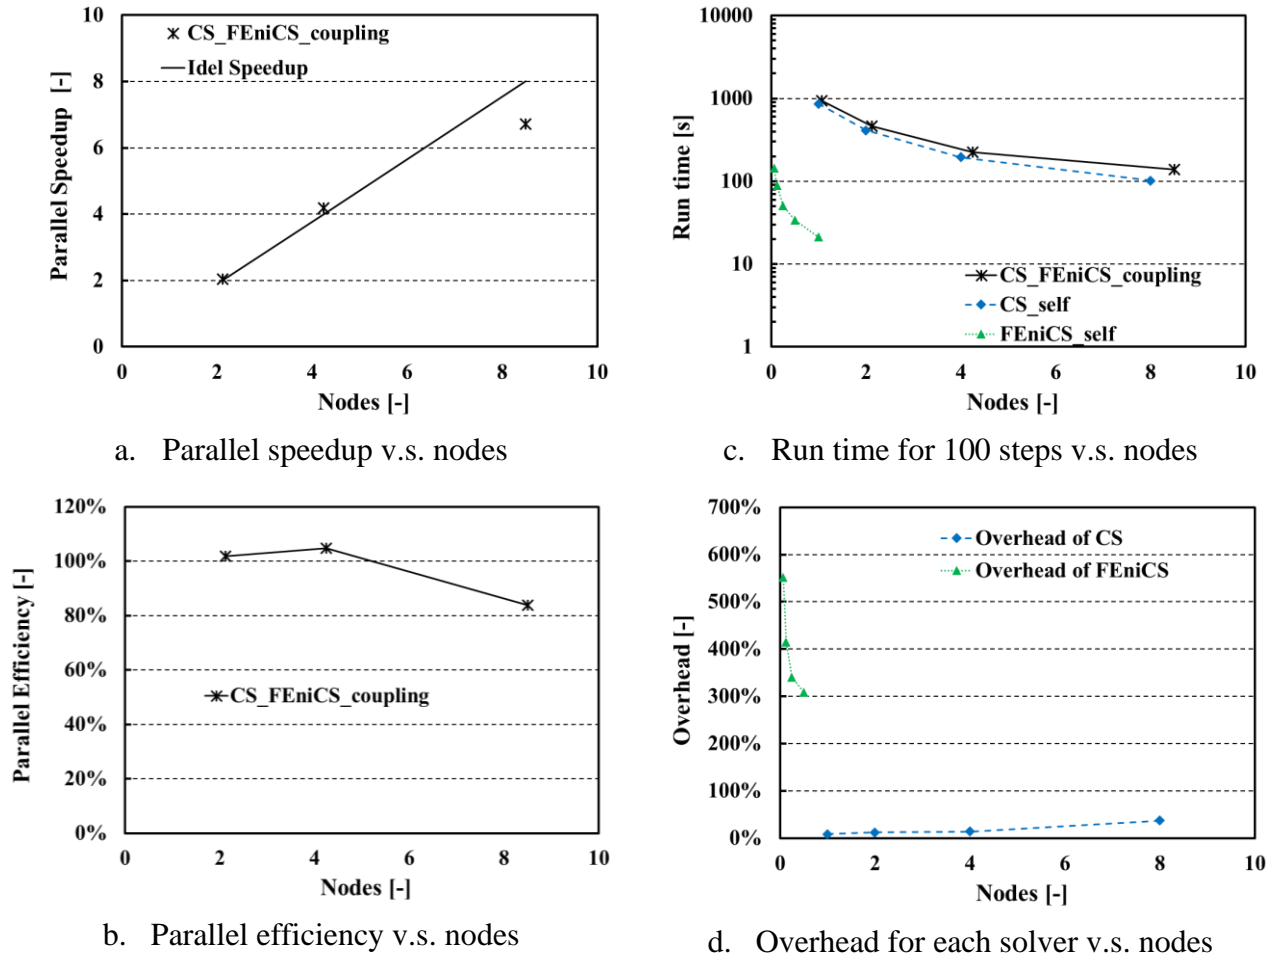 10
8
6
4
2
0
0 2 4 6 8 10
Parallel Speedup [-]
Nodes [-]
CS_FEniCS_coupling
Idel Speedup
a. Parallel speedup v.s. nodes
10000
1000
100
10
1
0 2 4 6 8 10
Run time [s]
Nodes [-]
CS_FEniCS_coupling
CS_self
FEniCS_self
c. Run time for 100 steps v.s. nodes
120%
100%
80%
60%
40%
20%
0%
0 2 4 6 8 10
Parallel Efficiency [-]
Nodes [-]
CS_FEniCS_coupling
b. Parallel efficiency v.s. nodes
700%
600%
500%
400%
300%
200%
100%
0%
0 2 4 6 8 10
Overhead [-]
Nodes [-]
Overhead of CS
Overhead of FEniCS
d. Overhead for each solver v.s. nodes